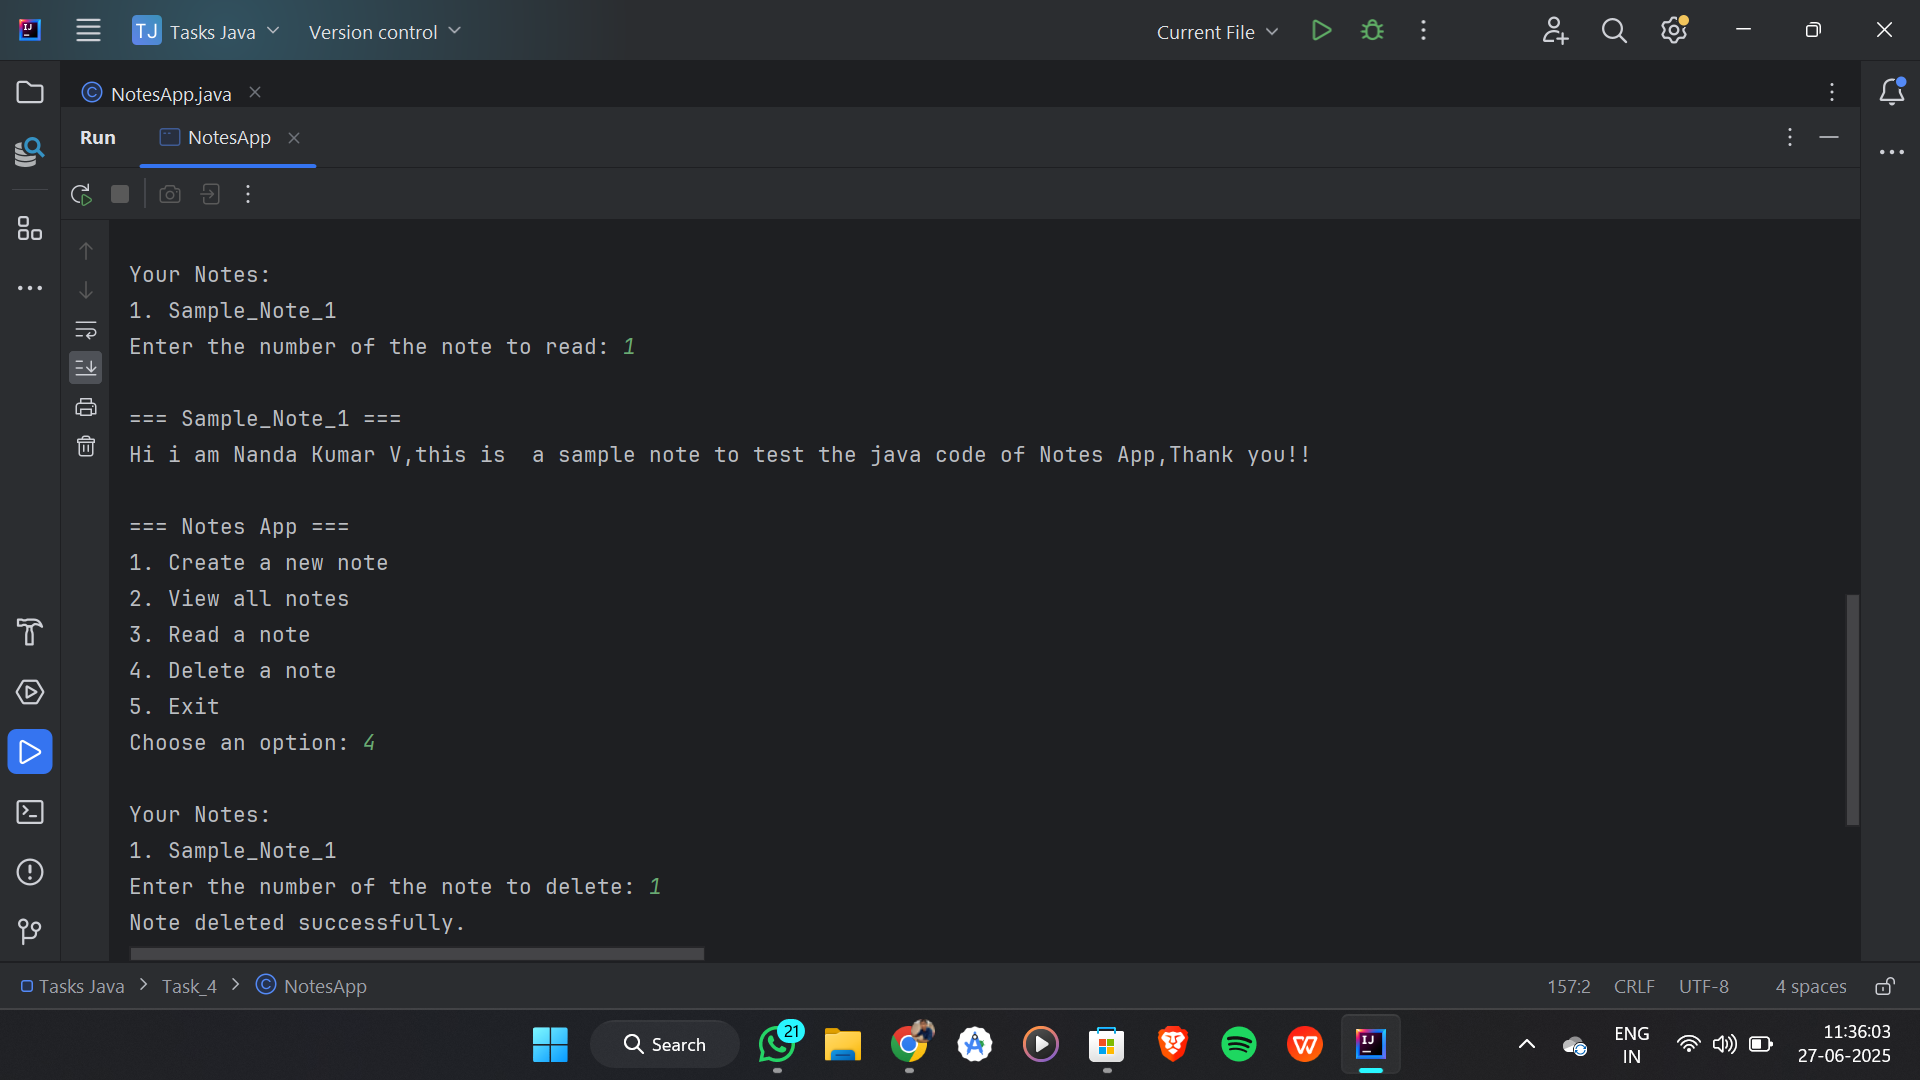 TJ Tasks Java Version control Current File
NotesApp.java
Run NotesApp
Your Notes:
1. Sample_Note_1
Enter the number of the note to read: 1
=== Sample_Note_1 ===
Hi i am Nanda Kumar V,this is  a sample note to test the java code of Notes App,Thank you!!
=== Notes App ===
1. Create a new note
2. View all notes
3. Read a note
4. Delete a note
5. Exit
Choose an option: 4
Your Notes:
1. Sample_Note_1
Enter the number of the note to delete: 1
Note deleted successfully.
Tasks Java > Task_4 > NotesApp 157:2 CRLF UTF-8 4 spaces
Search 21 ENG IN 11:36:03
27-06-2025